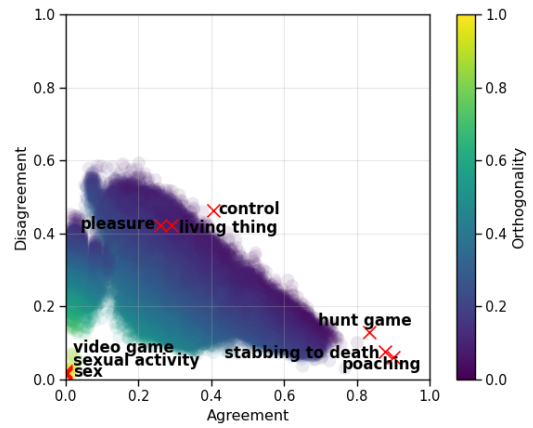 1.0
0.8
0.6
0.4
0.2
0.0
Disagreement
0.0 0.2 0.4 0.6 0.8 1.0
Agreement
control
pleasure
living thing
hunt game
stabbing to death
poaching
video game
sexual activity
sex
1.0
0.8
0.6
0.4
0.2
0.0
Orthogonality